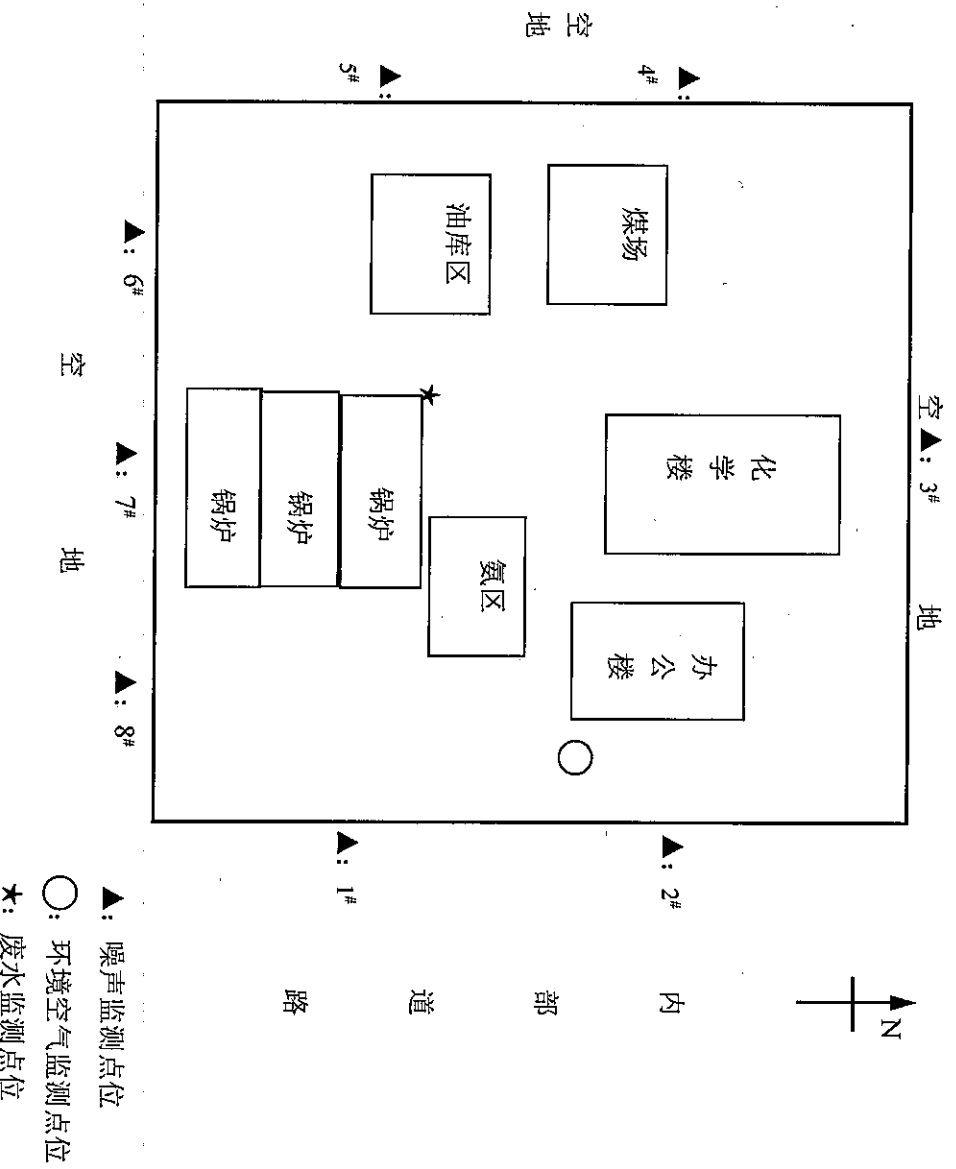 空 ▲: 3# 地
N
化
学
楼
办
公
楼
▲:
4#
▲: 2#
煤场
空
地
内
部
道
路
氨区
油库区
▲:
5#
锅炉
▲: 1#
锅炉
锅炉
▲: 6#
▲: 7#
▲: 8#
空 地
▲: 噪声监测点位
○: 环境空气监测点位
★: 废水监测点位